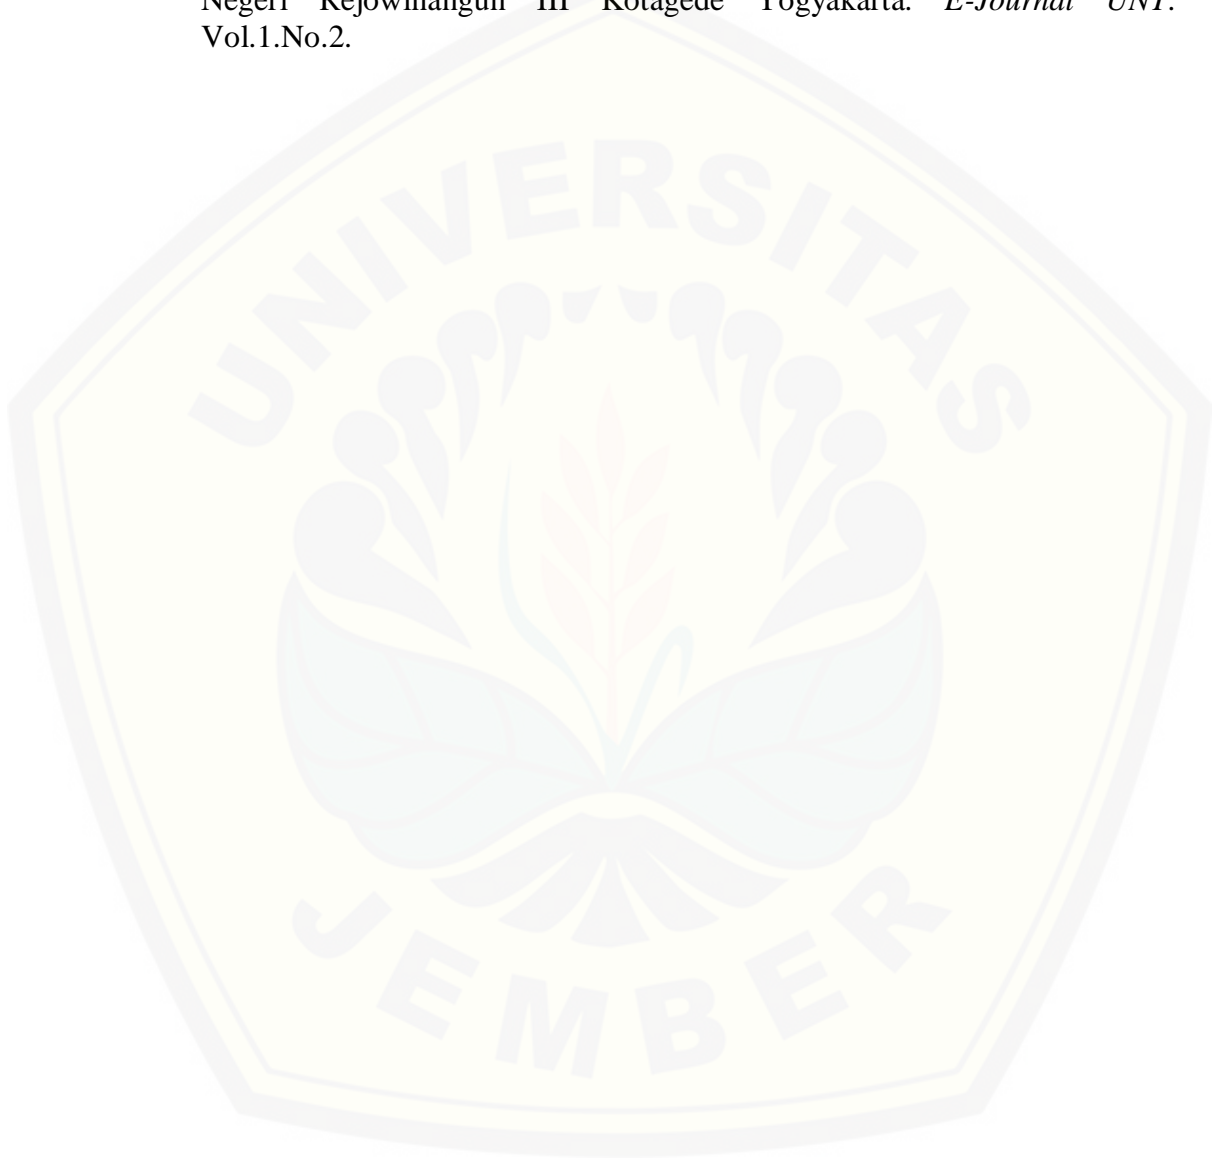 Negeri Rejowinangun III Kotagede Yogyakarta. E-Journal UNY.
Vol.1.No.2.
UNIVERSITAS
JEMBER